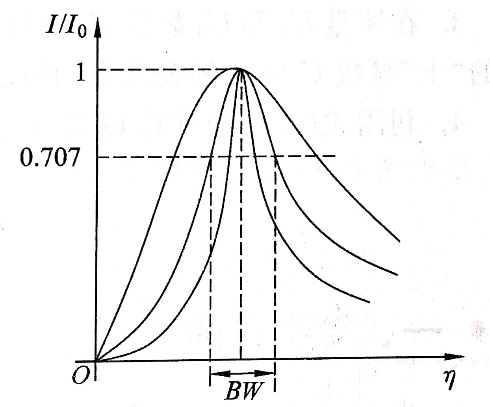 I/I₀
1
0.707
O
BW
η